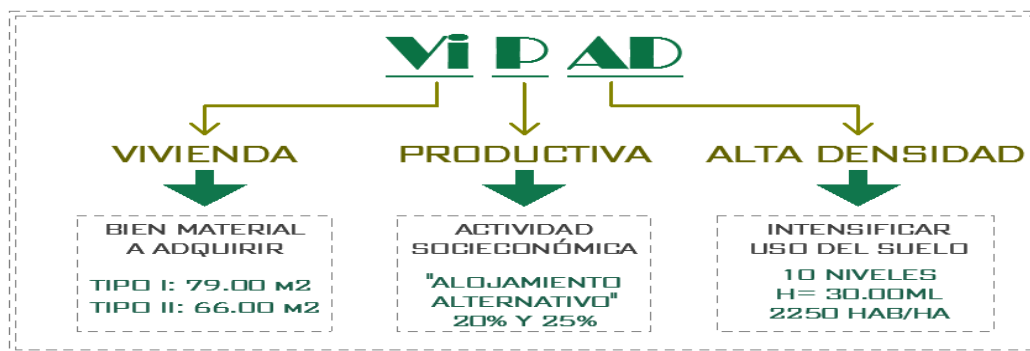 Vi P AD
VIVIENDA
PRODUCTIVA
ALTA DENSIDAD
BIEN MATERIAL
A ADQUIRIR
TIPO I: 79.00 M2
TIPO II: 66.00 M2
ACTIVIDAD
SOCIECONÓMICA
"ALOJAMIENTO
ALTERNATIVO"
20% Y 25%
INTENSIFICAR
USO DEL SUELO
10 NIVELES
H= 30.00ML
2250 HAB/HA